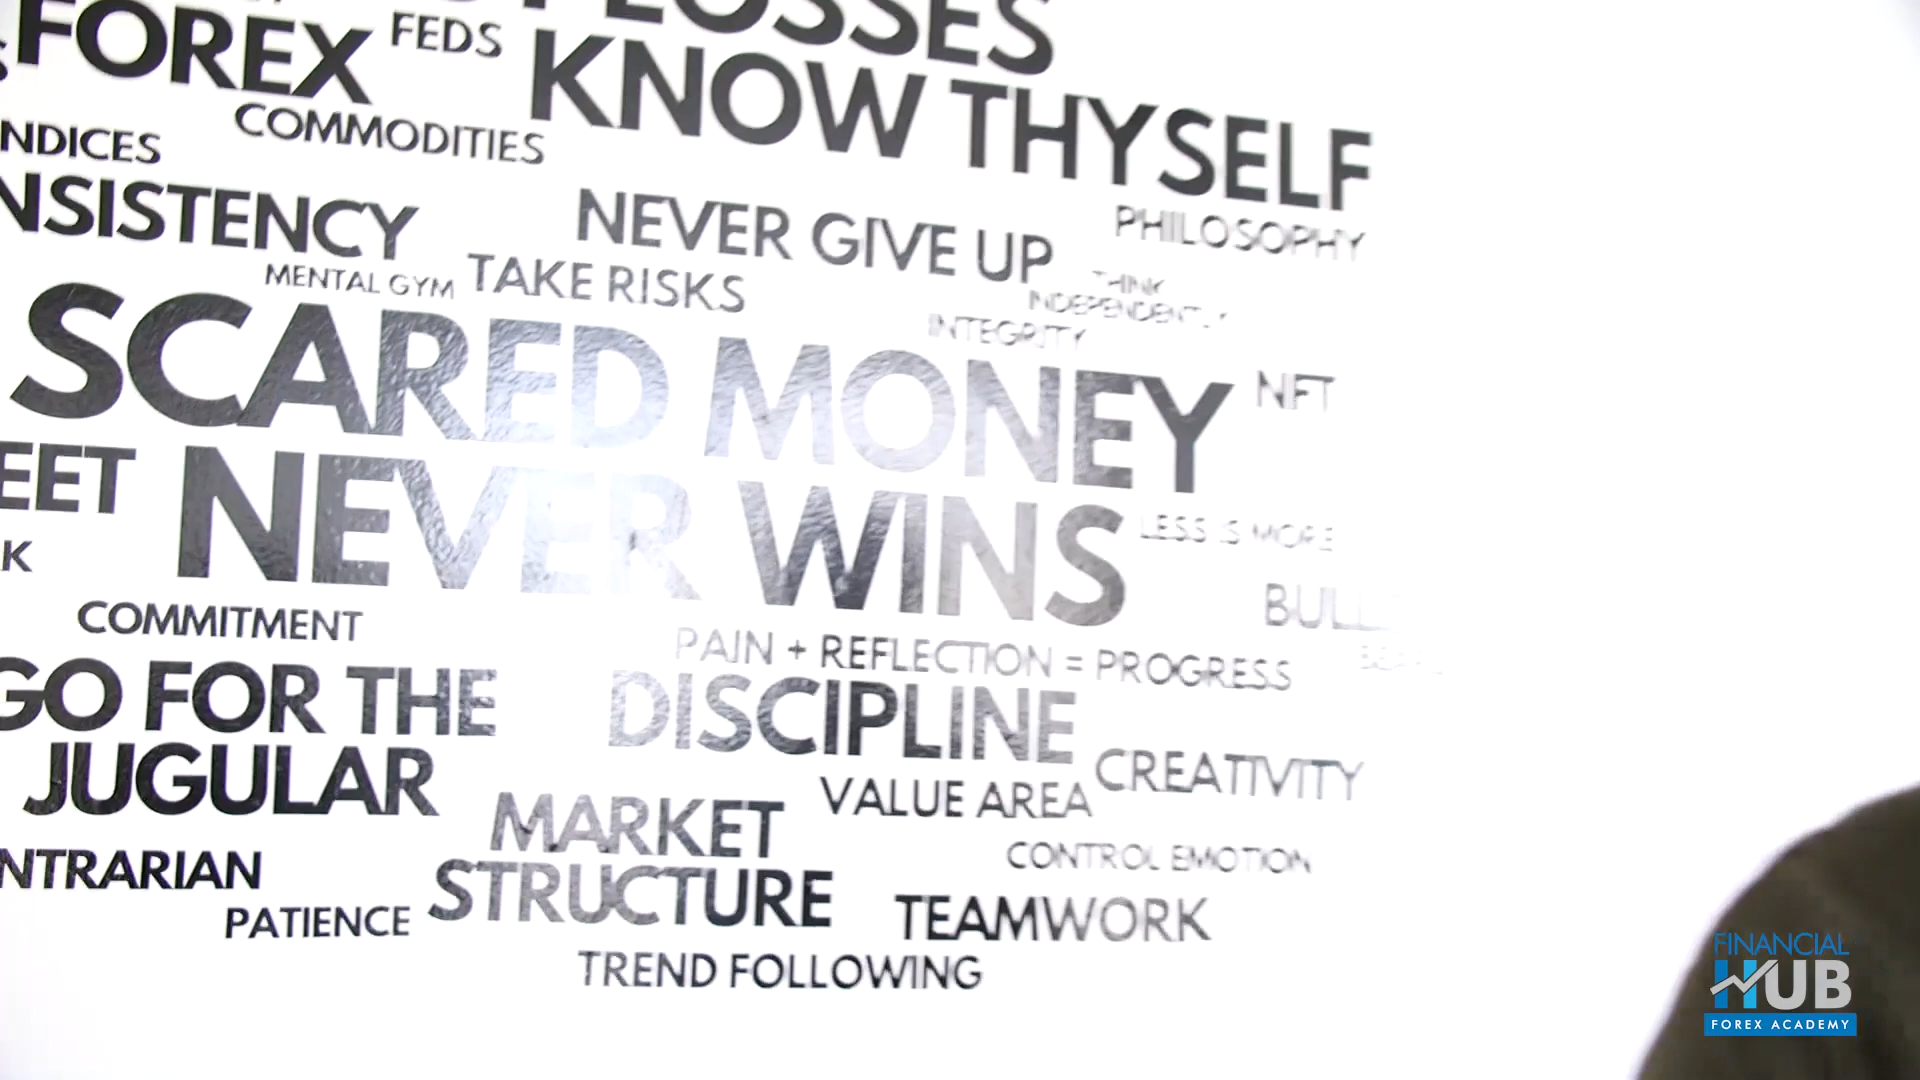 LOSSES
FOREX
FEDS
KNOW THYSELF
COMMODITIES
NDICES
NSISTENCY
NEVER GIVE UP
PHILOSOPHY
MENTAL GYM
TAKE RISKS
THINK
INDEPENDENTLY
INTEGRITY
SCARED MONEY
NFT
EET
NEVER WINS
LESS IS MORE
K
BULL
COMMITMENT
PAIN + REFLECTION = PROGRESS
GO FOR THE
JUGULAR
DISCIPLINE
CREATIVITY
VALUE AREA
MARKET
STRUCTURE
CONTROL EMOTION
NTRARIAN
PATIENCE
TEAMWORK
TREND FOLLOWING
FINANCIAL
HUB
FOREX ACADEMY